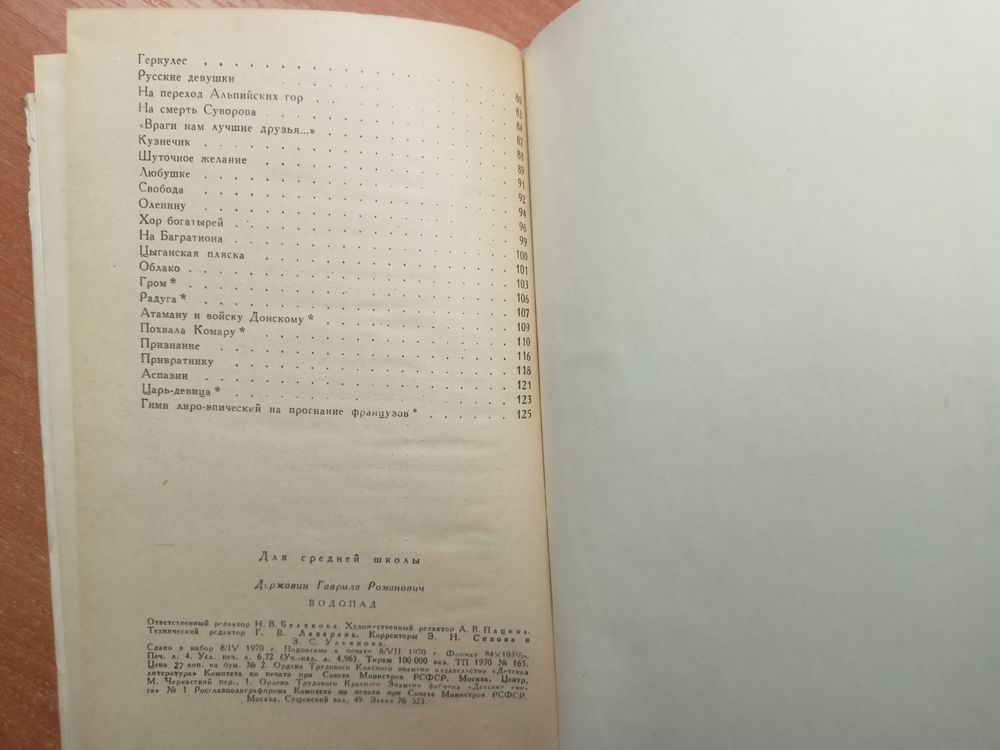 Геркулес 80
Русские девушки 82
На переход Альпийских гор 84
На смерть Суворова 87
«Враги нам лучшие друзья...» 88
Кузнечик 89
Шуточное желание 91
Любушке 92
Свобода 94
Оленину 96
Хор богатырей 99
На Багратиона 100
Цыганская пляска 101
Облако 103
Гром * 106
Радуга * 107
Атаману и войску Донскому * 109
Похвала Комару * 110
Признание 116
Привратнику 118
Аспазии 121
Царь-девица * 123
Гимн лиро-эпический на прогнание французов * 125
Для средней школы
Державин Гаврила Романович
ВОДОПАД
Ответственный редактор Н. В. Белякова. Художественный редактор А. В. Пацина.
Технический редактор Г. В. Лазарева. Корректоры Э. Н. Сизова и
Э. С. Ульянова.
Сдано в набор 8/IV 1970 г. Подписано к печати 8/VII 1970 г. Формат 84×108¹/₃₂.
Печ. л. 4. Усл. печ. л. 6,72 (Уч.-изд. л. 4,96). Тираж 100 000 экз. ТП 1970 № 165.
Цена 27 коп. на бум. № 2. Ордена Трудового Красного знамени издательство «Детская
литература» Комитета по печати при Совете Министров РСФСР. Москва, Центр,
М. Черкасский пер., 1. Ордена Трудового Красного Знамени фабрика «Детская кни-
га» № 1 Росглавполиграфпрома Комитета по печати при Совете Министров РСФСР.
Москва, Сущевский вал, 49. Заказ № 523.